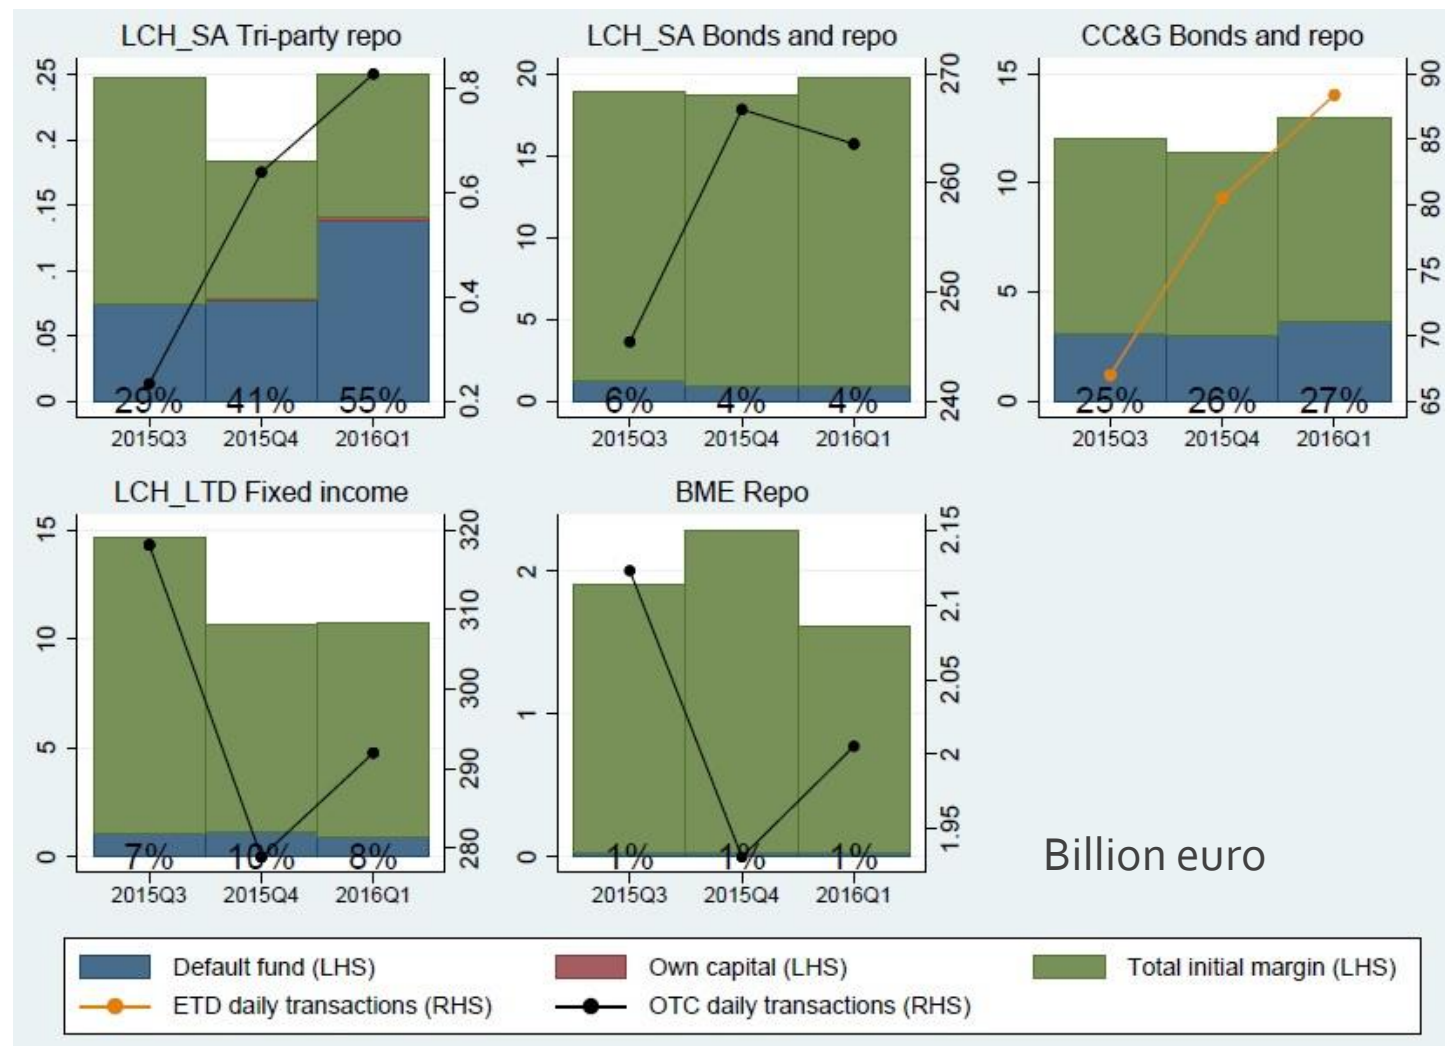 LCH_SA Tri-party repo
.25
.2
.15
.1
.05
0
0.8
0.6
0.4
0.2
29% 41% 55%
2015Q3 2015Q4 2016Q1
LCH_SA Bonds and repo
20
15
10
5
0
270
260
250
240
6% 4% 4%
2015Q3 2015Q4 2016Q1
CC&G Bonds and repo
15
10
5
0
90
85
80
75
70
65
25% 26% 27%
2015Q3 2015Q4 2016Q1
LCH_LTD Fixed income
15
10
5
0
320
310
300
290
280
7% 10% 8%
2015Q3 2015Q4 2016Q1
BME Repo
2
1
0
2.15
2.1
2.05
2
1.95
1% 1% 1%
2015Q3 2015Q4 2016Q1
Billion euro
Default fund (LHS) Own capital (LHS) Total initial margin (LHS)
ETD daily transactions (RHS) OTC daily transactions (RHS)